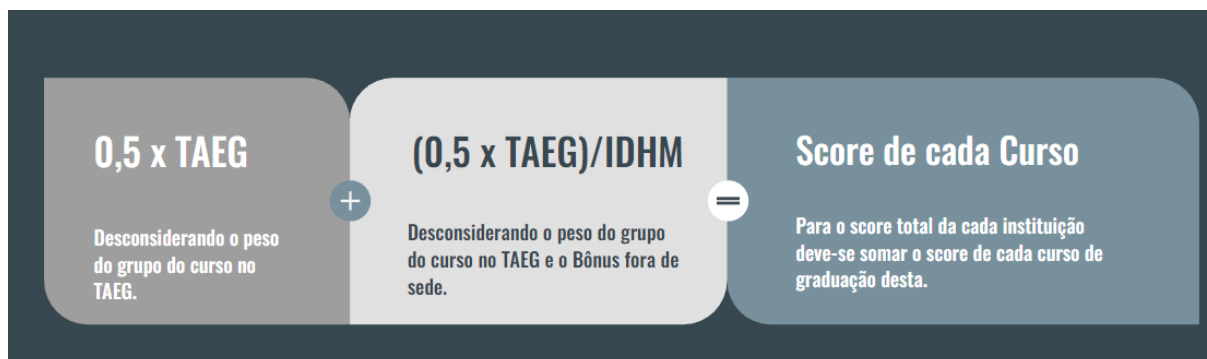 0,5 x TAEG
Desconsiderando o peso
do grupo do curso no
TAEG.
+
(0,5 x TAEG)/IDHM
Desconsiderando o peso do grupo
do curso no TAEG e o Bônus fora de
sede.
=
Score de cada Curso
Para o score total da cada instituição
deve-se somar o score de cada curso de
graduação desta.